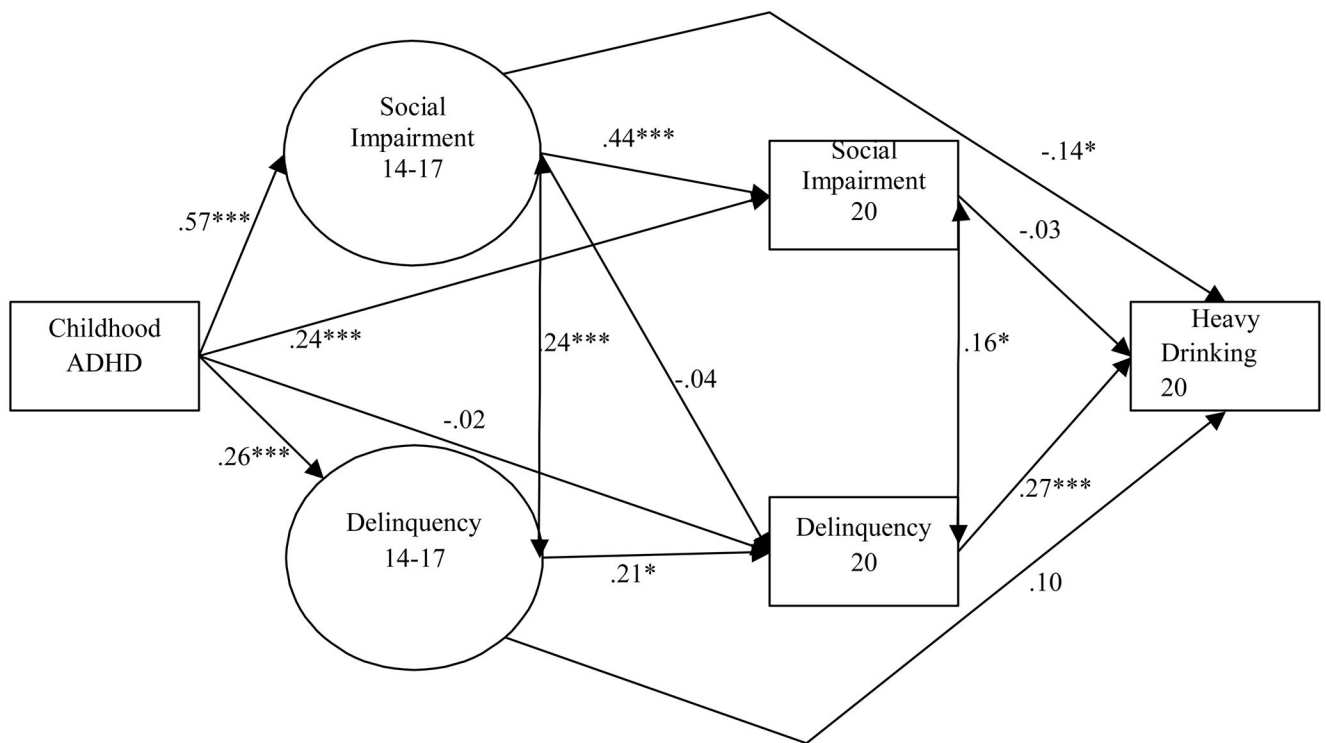 Social
Impairment
14-17
.44***
Social
Impairment
20
-.14*
.57***
-.03
Childhood
ADHD
.24***
.24***
-.04
.16*
Heavy
Drinking
20
-.02
.26***
Delinquency
14-17
.21*
Delinquency
20
.27***
.10